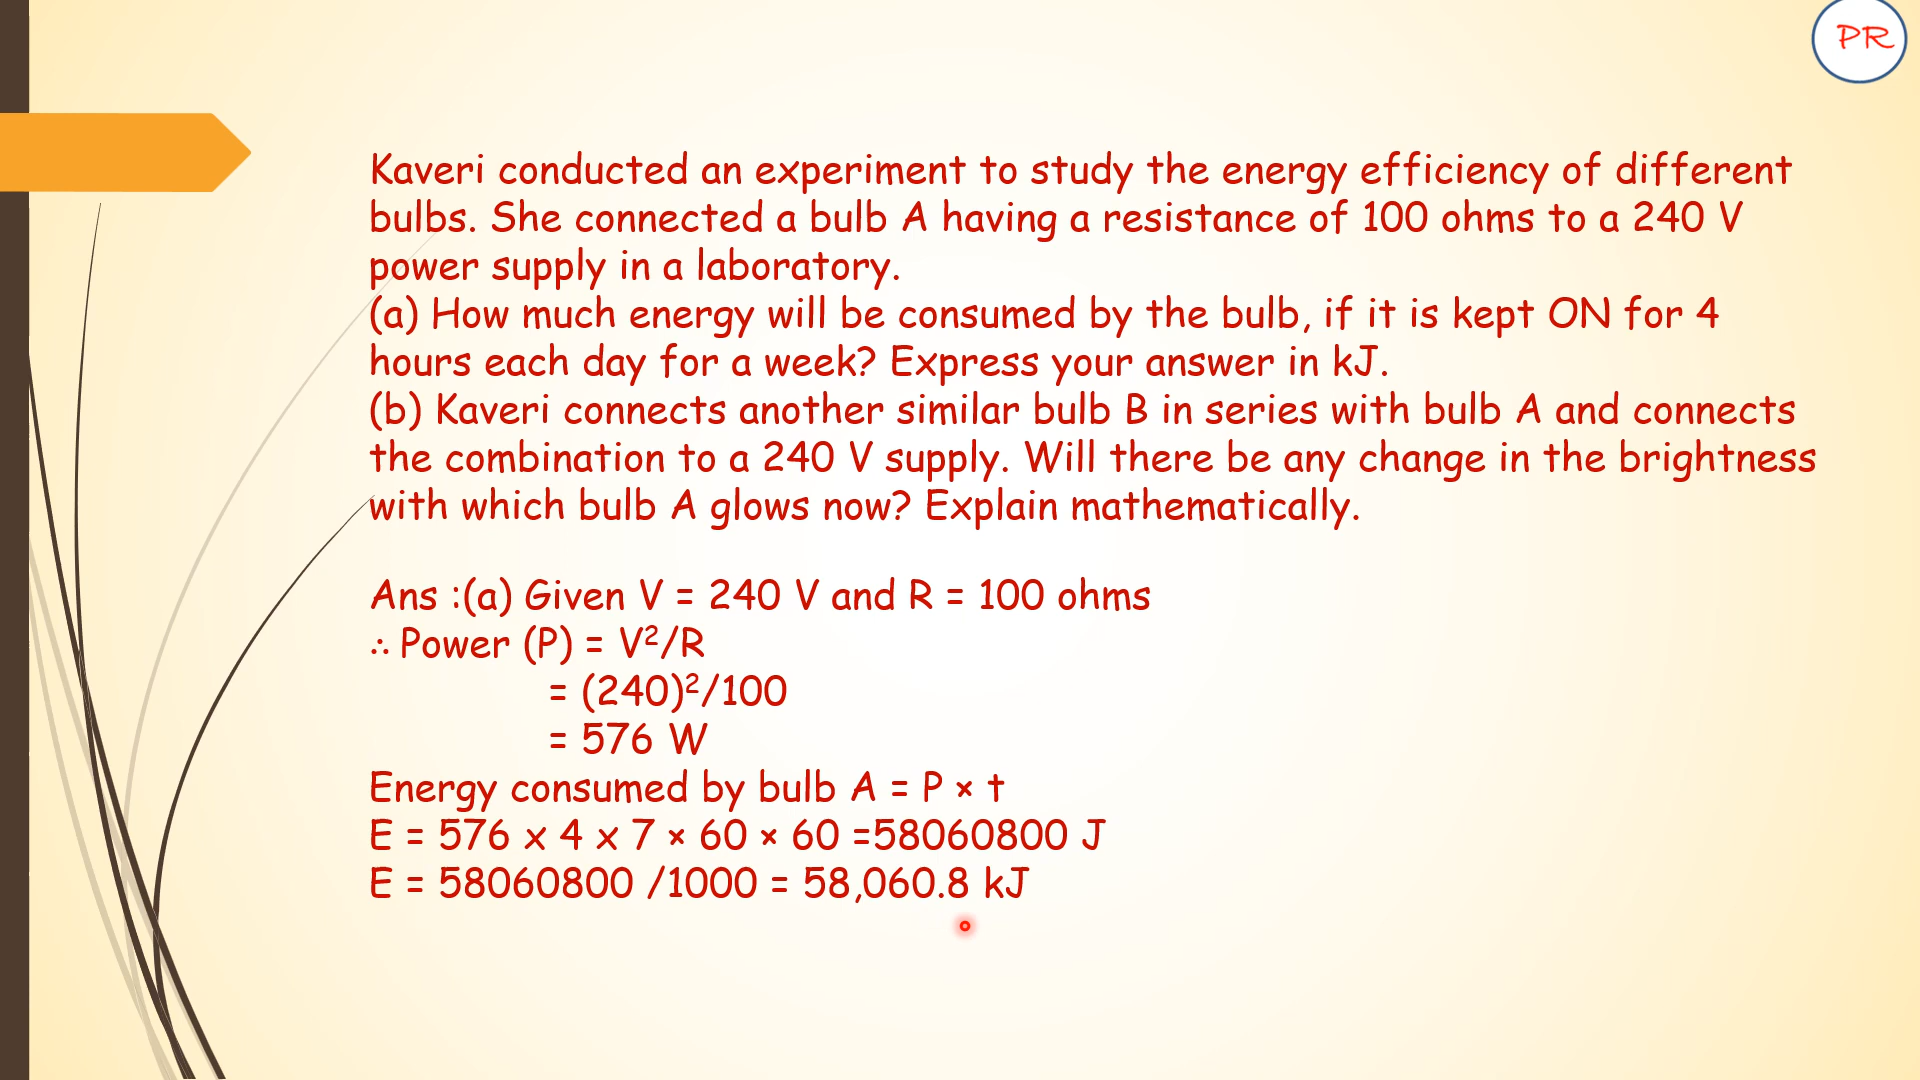 PR
Kaveri conducted an experiment to study the energy efficiency of different
bulbs. She connected a bulb A having a resistance of 100 ohms to a 240 V
power supply in a laboratory.
(a) How much energy will be consumed by the bulb, if it is kept ON for 4
hours each day for a week? Express your answer in kJ.
(b) Kaveri connects another similar bulb B in series with bulb A and connects
the combination to a 240 V supply. Will there be any change in the brightness
with which bulb A glows now? Explain mathematically.
Ans :(a) Given V = 240 V and R = 100 ohms
∴ Power (P) = V²/R
= (240)²/100
= 576 W
Energy consumed by bulb A = P × t
E = 576 x 4 x 7 × 60 × 60 =58060800 J
E = 58060800 /1000 = 58,060.8 kJ